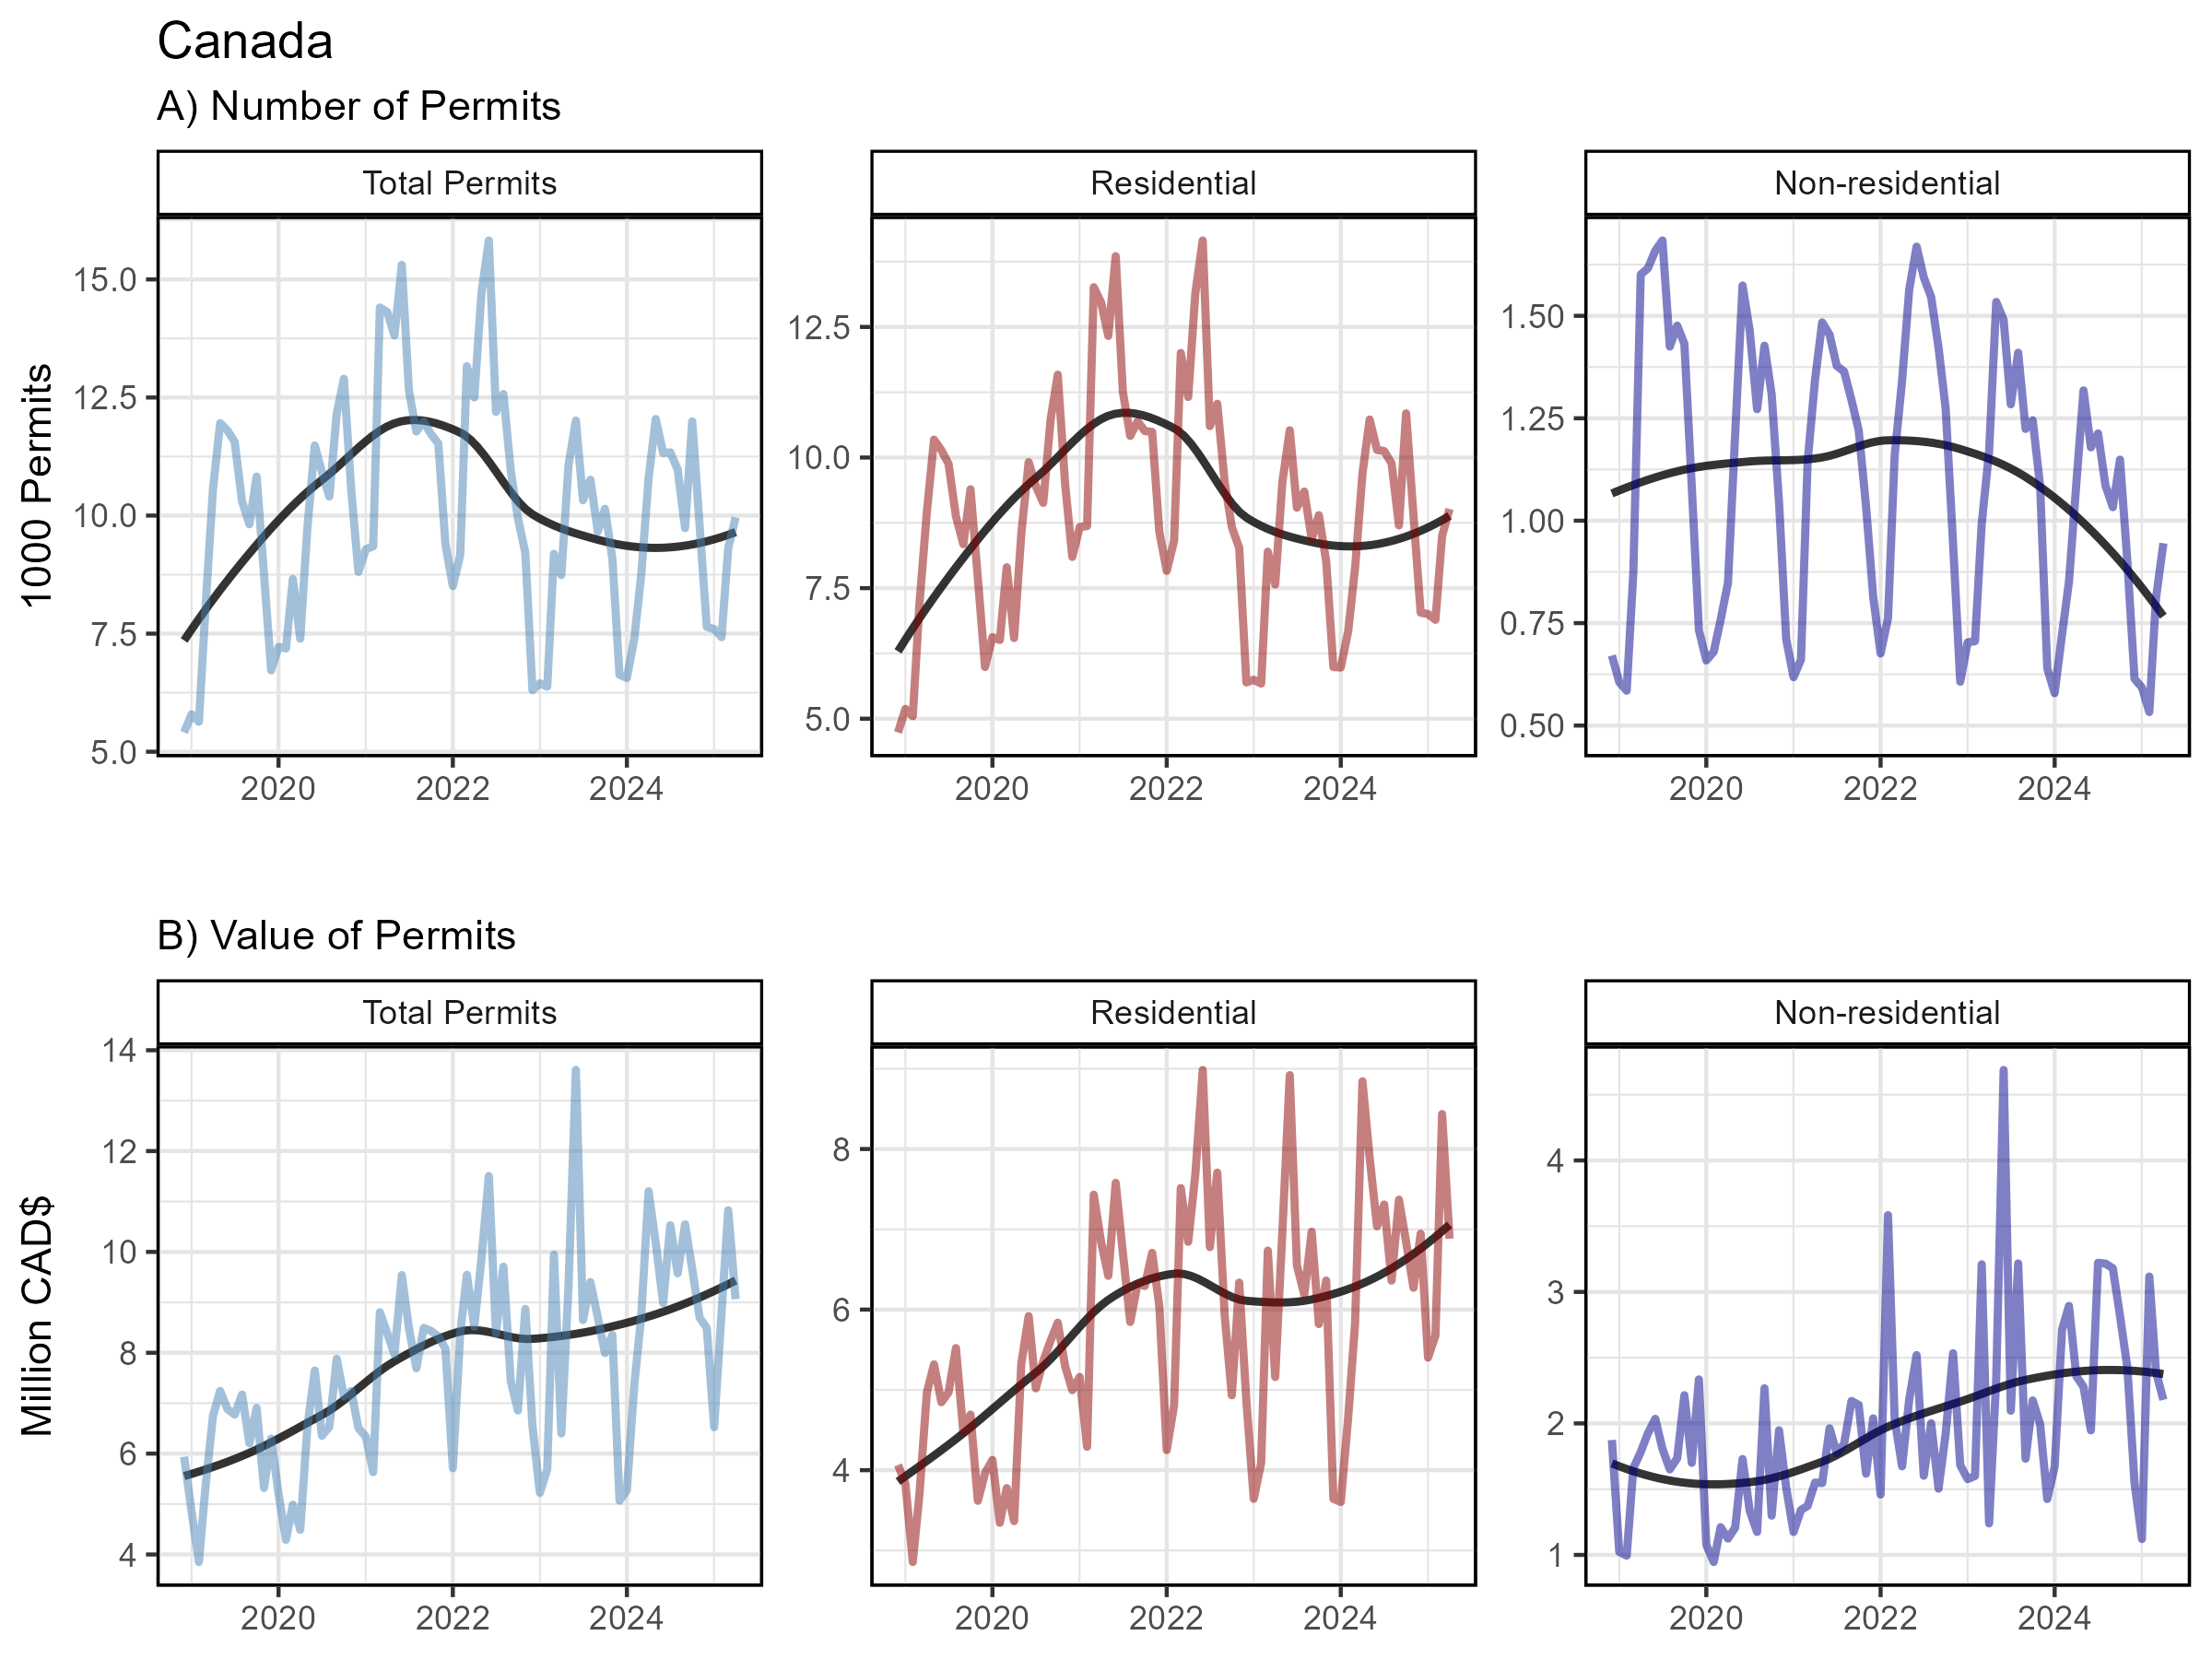 Canada
A) Number of Permits
Total Permits
Residential
Non-residential
1000 Permits
15.0
12.5
10.0
7.5
5.0
12.5
10.0
7.5
5.0
1.50
1.25
1.00
0.75
0.50
2020 2022 2024
2020 2022 2024
2020 2022 2024
B) Value of Permits
Total Permits
Residential
Non-residential
Million CAD$
14
12
10
8
6
4
8
6
4
4
3
2
1
2020 2022 2024
2020 2022 2024
2020 2022 2024